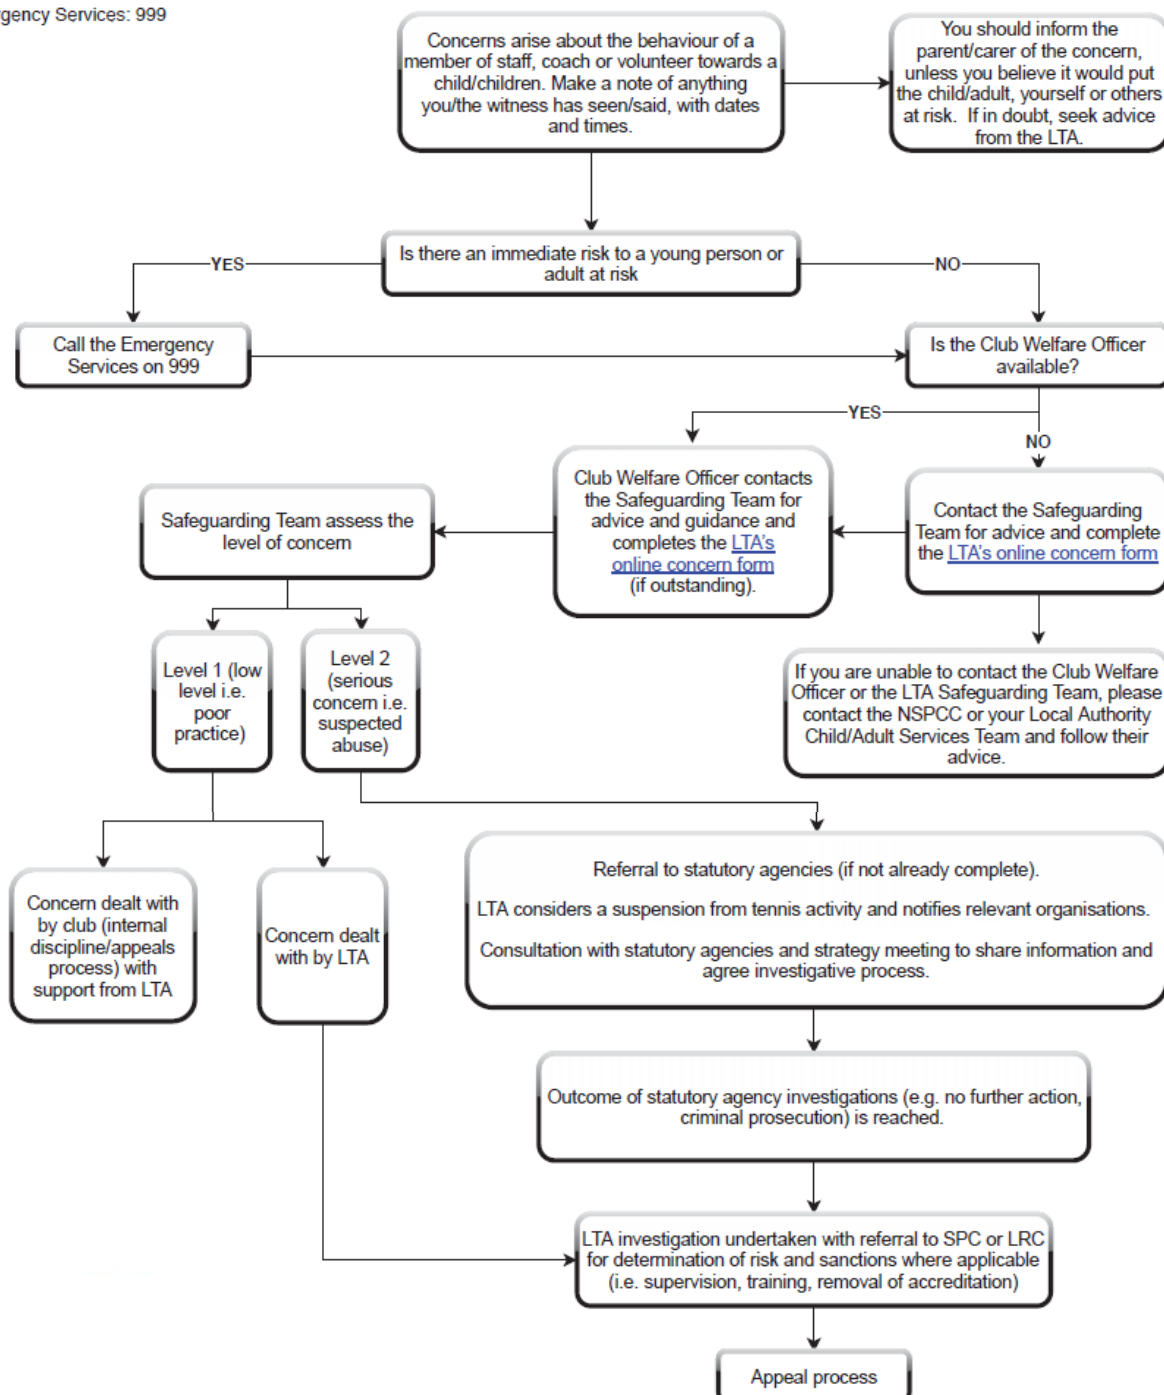 gency Services: 999
Concerns arise about the behaviour of a
member of staff, coach or volunteer towards a
child/children. Make a note of anything
you/the witness has seen/said, with dates
and times.
You should inform the
parent/carer of the concern,
unless you believe it would put
the child/adult, yourself or others
at risk. If in doubt, seek advice
from the LTA.
Is there an immediate risk to a young person or
adult at risk
YES
NO
Call the Emergency
Services on 999
Is the Club Welfare Officer
available?
YES
NO
Club Welfare Officer contacts
the Safeguarding Team for
advice and guidance and
completes the LTA's
online concern form
(if outstanding).
Contact the Safeguarding
Team for advice and complete
the LTA's online concern form
Safeguarding Team assess the
level of concern
Level 1 (low
level i.e.
poor
practice)
Level 2
(serious
concern i.e.
suspected
abuse)
If you are unable to contact the Club Welfare
Officer or the LTA Safeguarding Team, please
contact the NSPCC or your Local Authority
Child/Adult Services Team and follow their
advice.
Concern dealt with
by club (internal
discipline/appeals
process) with
support from LTA
Concern dealt
with by LTA
Referral to statutory agencies (if not already complete).
LTA considers a suspension from tennis activity and notifies relevant organisations.
Consultation with statutory agencies and strategy meeting to share information and
agree investigative process.
Outcome of statutory agency investigations (e.g. no further action,
criminal prosecution) is reached.
LTA investigation undertaken with referral to SPC or LRC
for determination of risk and sanctions where applicable
(i.e. supervision, training, removal of accreditation)
Appeal process